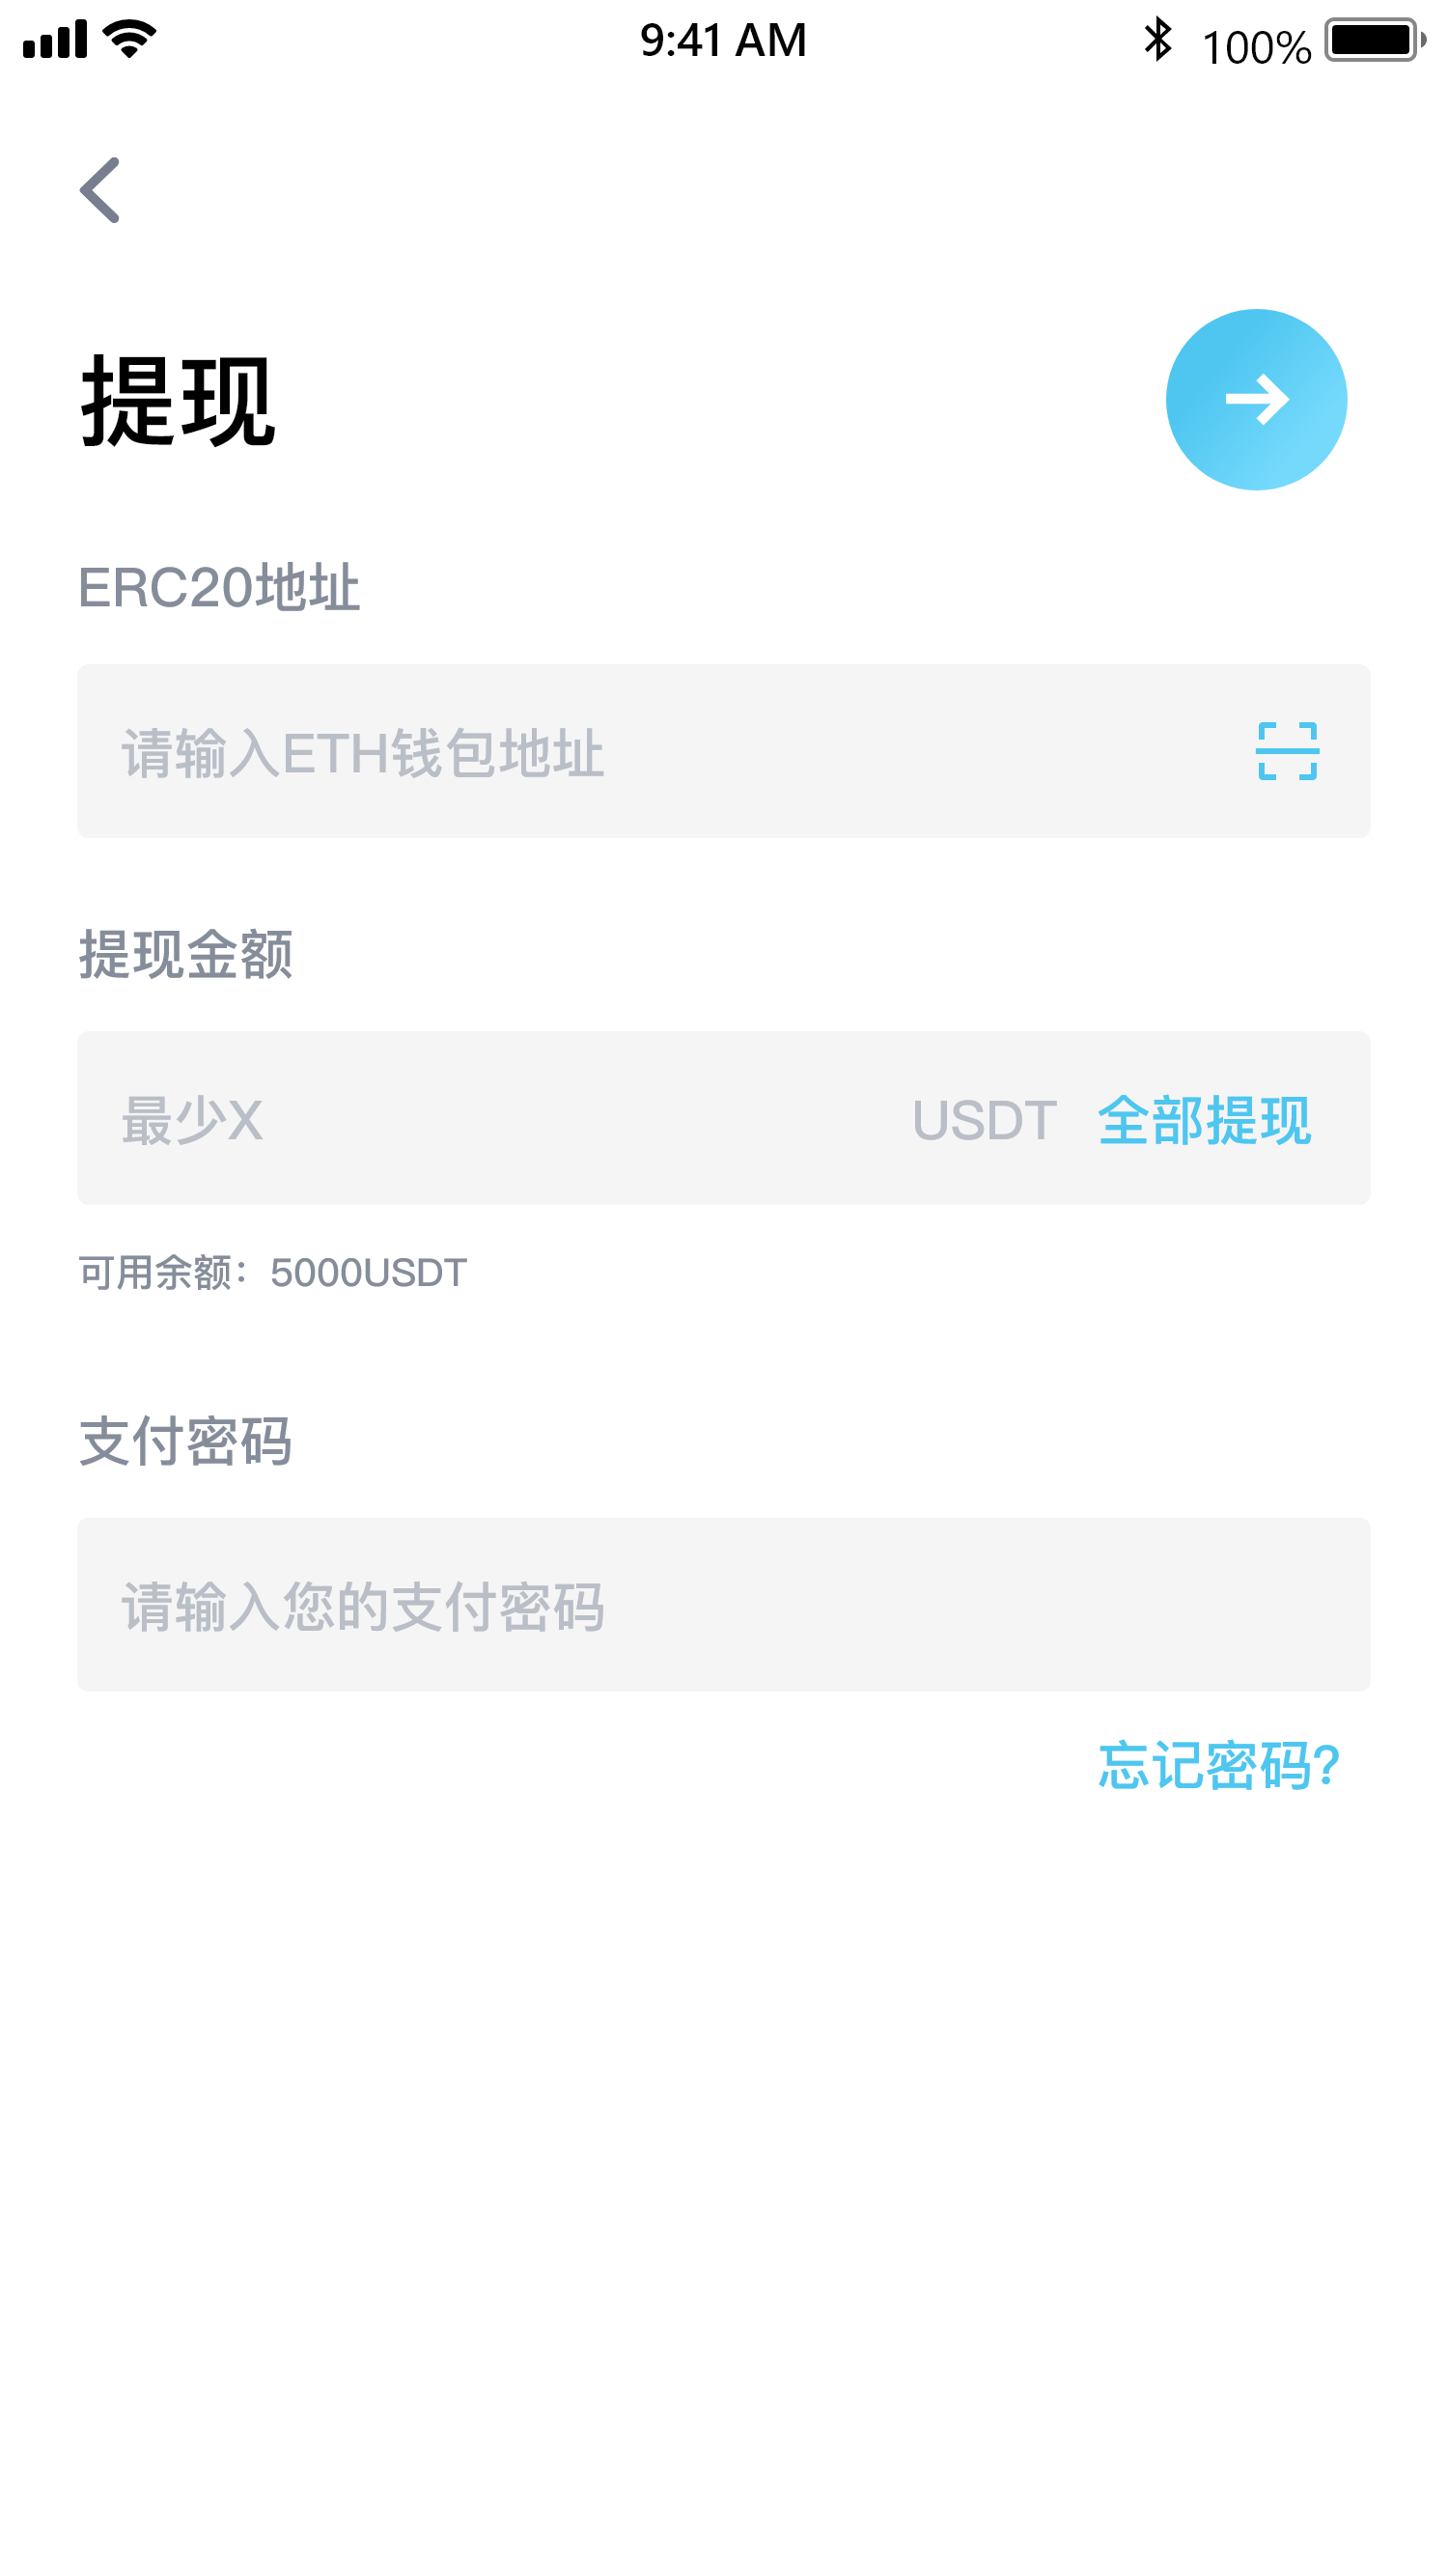 9:41 AM
100%
提现
ERC20地址
请输入ETH钱包地址
提现金额
最少X USDT 全部提现
可用余额：5000USDT
支付密码
请输入您的支付密码
忘记密码?